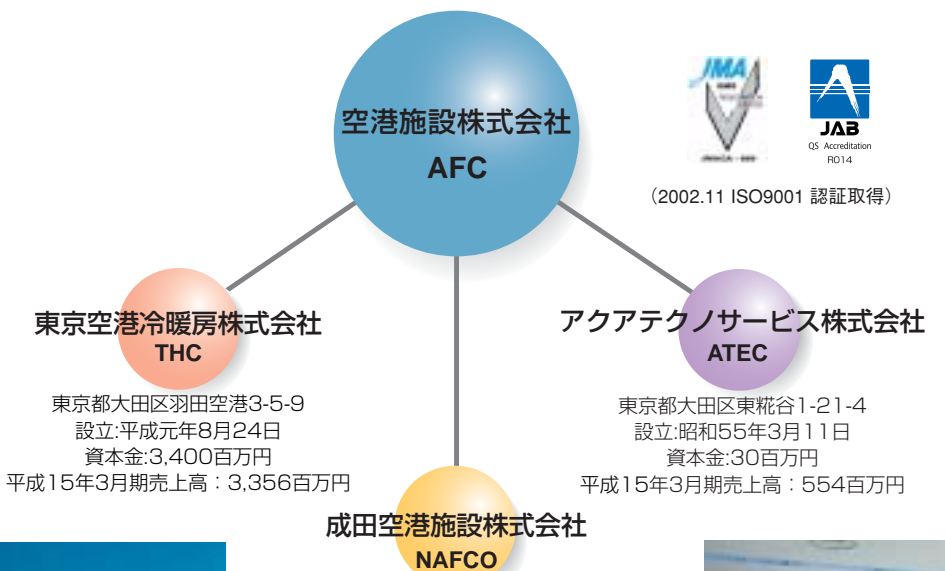 空港施設株式会社
AFC
JMA
JAB
QS Accreditation
R014
(2002.11 ISO9001 認証取得)
東京空港冷暖房株式会社
THC
東京都大田区羽田空港3-5-9
設立:平成元年8月24日
資本金:3,400百万円
平成15年3月期売上高：3,356百万円
アクアテクノサービス株式会社
ATEC
東京都大田区東糀谷1-21-4
設立:昭和55年3月11日
資本金:30百万円
平成15年3月期売上高：554百万円
成田空港施設株式会社
NAFCO